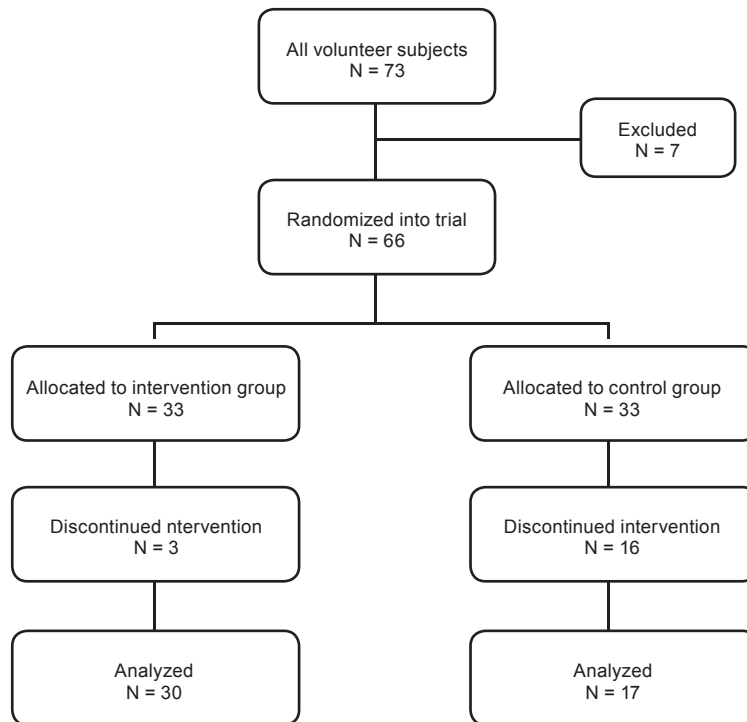 All volunteer subjects
N = 73
Excluded
N = 7
Randomized into trial
N = 66
Allocated to intervention group
N = 33
Allocated to control group
N = 33
Discontinued ntervention
N = 3
Discontinued intervention
N = 16
Analyzed
N = 30
Analyzed
N = 17